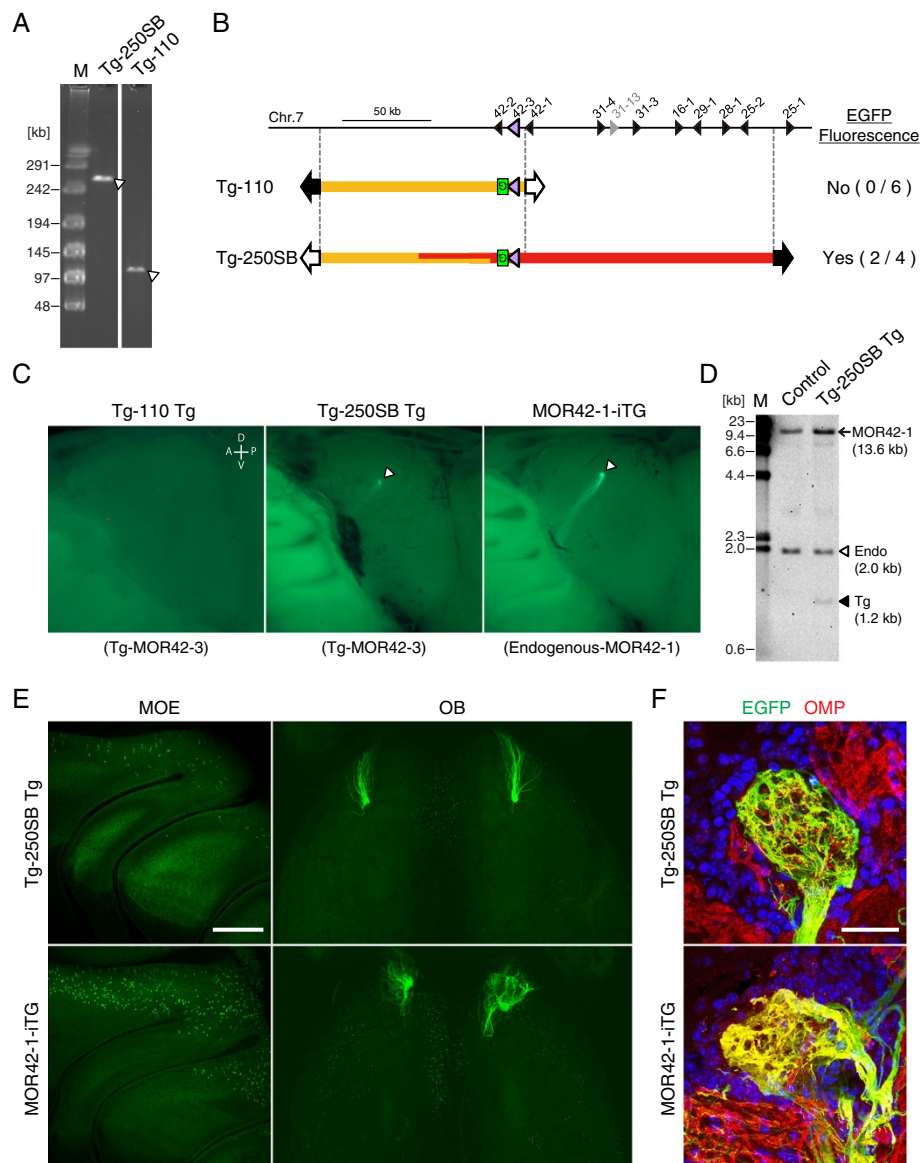 A
M
Tg-250SB
Tg-110
[kb]
291
242
194
145
97
48
B
Chr.7
50 kb
42-2
42-3
42-1
31-4
31-13
31-3
16-1
29-1
28-1
25-2
25-1
EGFP
Fluorescence
Tg-110
G
No ( 0 / 6 )
Tg-250SB
G
Yes ( 2 / 4 )
C
Tg-110 Tg
Tg-250SB Tg
MOR42-1-iTG
D
A
P
V
(Tg-MOR42-3)
(Tg-MOR42-3)
(Endogenous-MOR42-1)
D
[kb]
M
Control
Tg-250SB Tg
23
9.4
6.6
4.4
2.3
2.0
0.6
MOR42-1
(13.6 kb)
Endo
(2.0 kb)
Tg
(1.2 kb)
E
MOE
OB
Tg-250SB Tg
MOR42-1-iTG
F
EGFP OMP
Tg-250SB Tg
MOR42-1-iTG